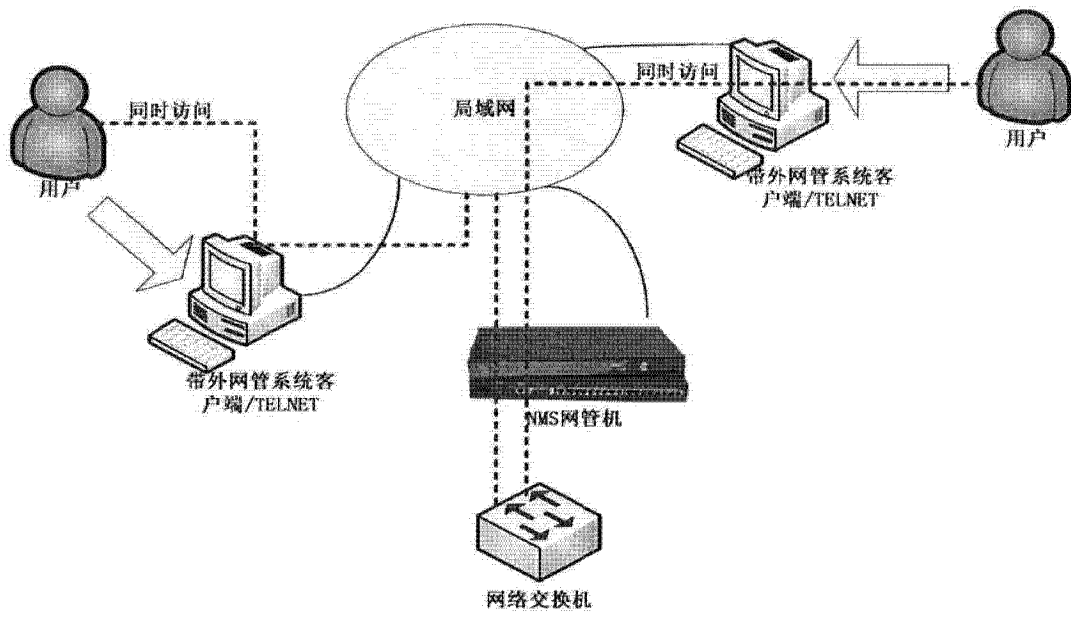 同时访问
局域网
同时访问
用户
用户
带外网管系统客
户端/TELNET
带外网管系统客
户端/TELNET
NMS网管机
网络交换机